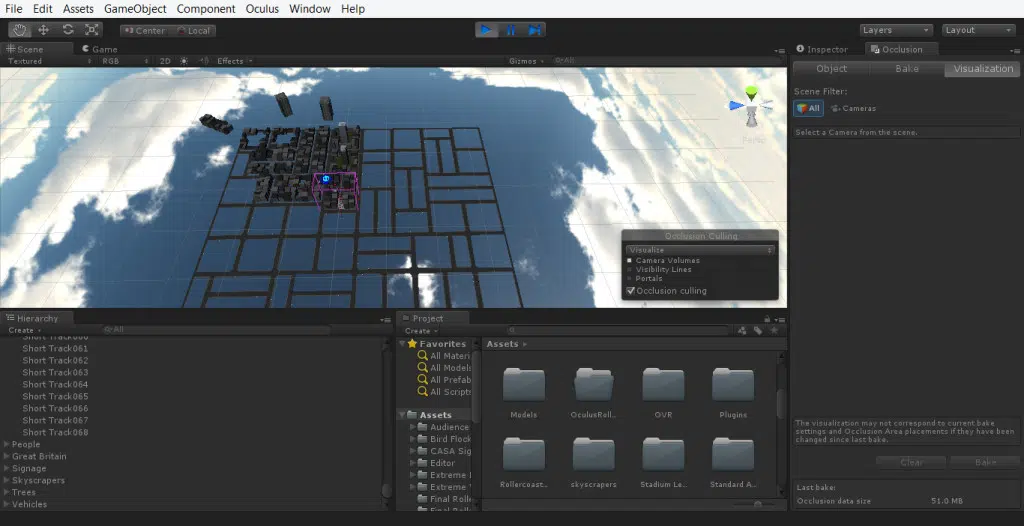 File Edit Assets GameObject Component Oculus Window Help
Center Local
Layers Layout
Scene Game
Textured RGB 2D Effects Gizmos All
Inspector Occlusion
Object Bake Visualization
Scene Filter:
All Cameras
Select a Camera from the scene.
Persp
Occlusion Culling
Visualize
Camera Volumes
Visibility Lines
Portals
Occlusion culling
Hierarchy
Create All
Short Track060
Short Track061
Short Track062
Short Track063
Short Track064
Short Track065
Short Track066
Short Track067
Short Track068
People
Great Britain
Signage
Skyscrapers
Trees
Vehicles
Project
Create
Favorites
All Materi
All Models
All Prefab
All Scripts
Assets
Audience
Bird Flock
CASA Sig
Editor
Extreme
Extreme
Final Rolle
Final Rolle
Assets
Models OculusRoll... OVR Plugins
Rollercoast... skyscrapers Stadium Le... Standard A...
The visualization may not correspond to current bake
settings and Occlusion Area placements if they have been
changed since last bake.
Clear Bake
Last bake:
Occlusion data size 51.0 MB